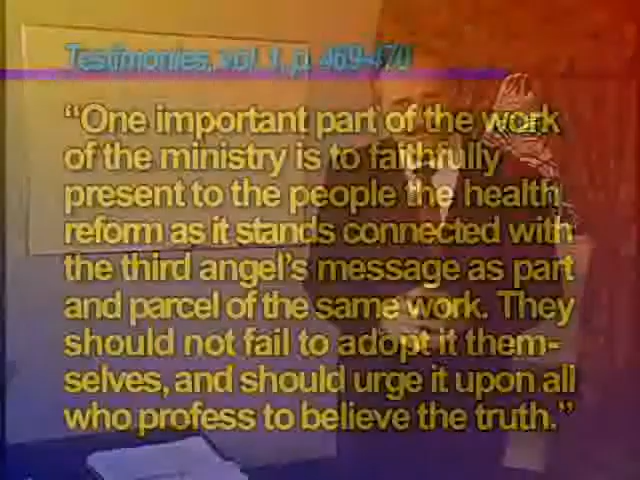 Testimonies, vol. 1, p. 469-470
“One important part of the work
of the ministry is to faithfully
present to the people the health
reform as it stands connected with
the third angel’s message as part
and parcel of the same work. They
should not fail to adopt it them-
selves, and should urge it upon all
who profess to believe the truth.”